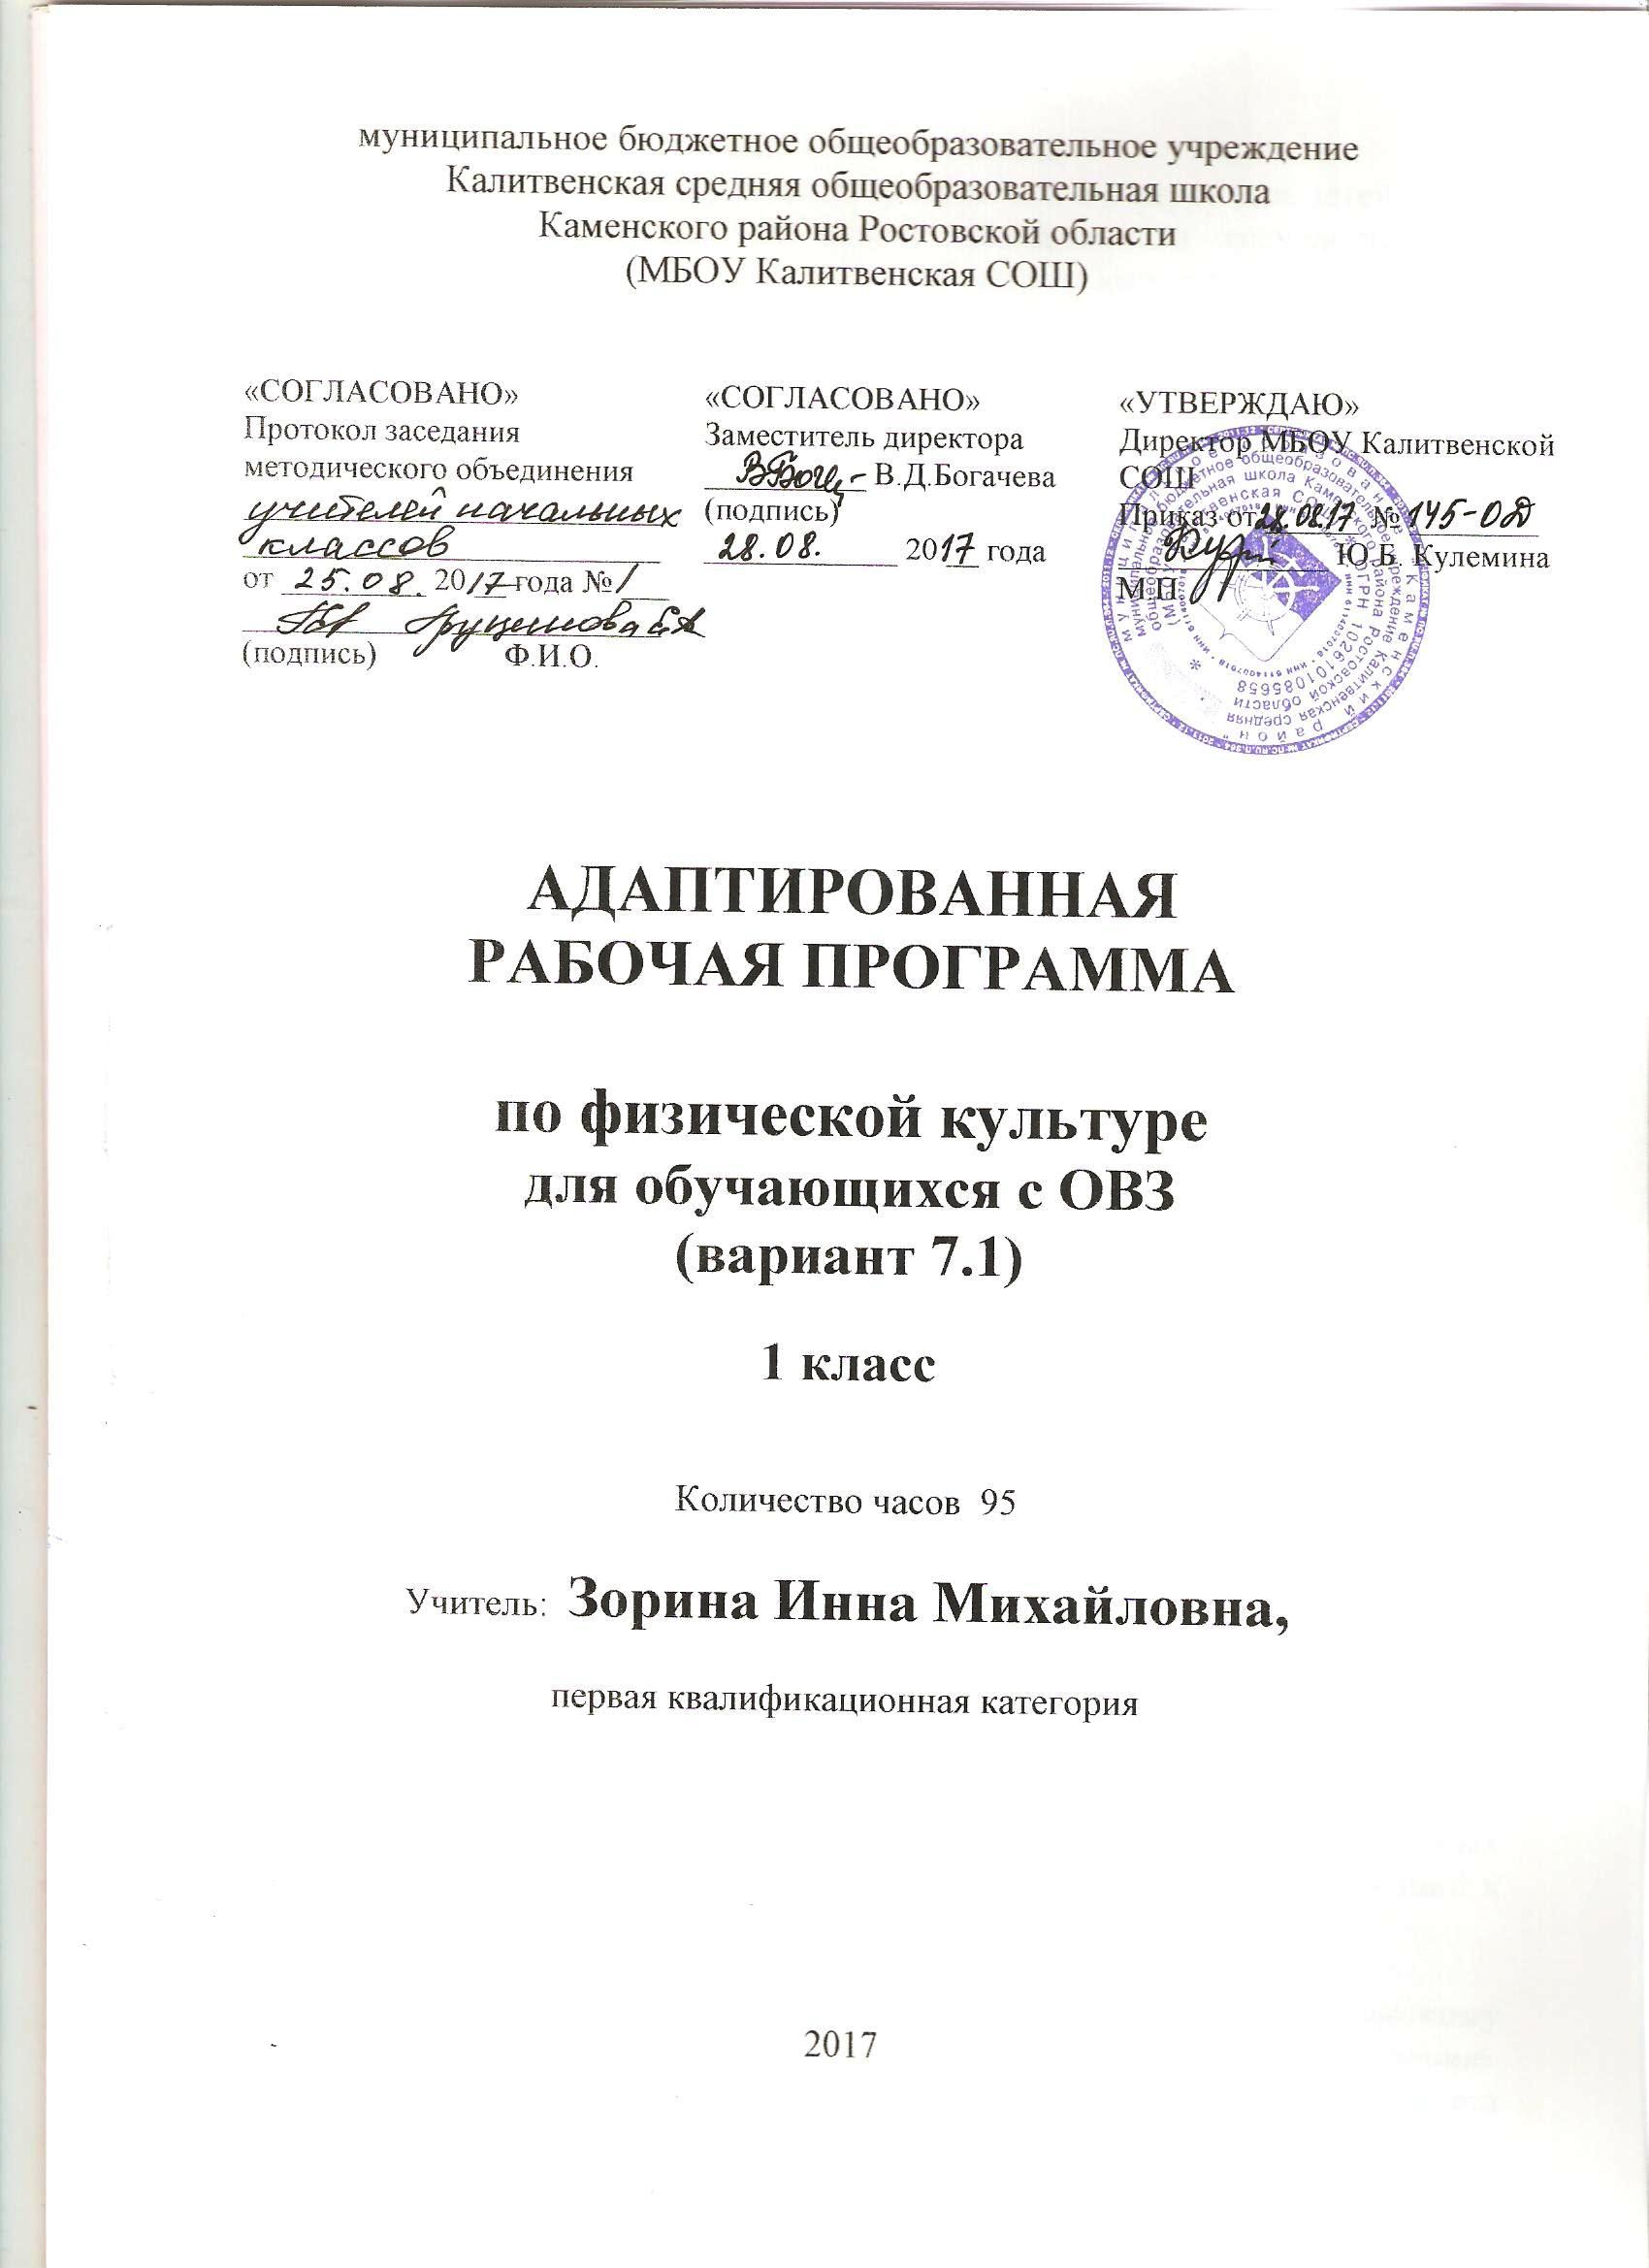 муниципальное бюджетное общеобразовательное учреждение
Калитвенская средняя общеобразовательная школа
Каменского района Ростовской области
(МБОУ Калитвенская СОШ)
«СОГЛАСОВАНО»
Протокол заседания
методического объединения
учителей начальных
классов
от 25.08. 2017 года № 1
(подпись) Ф.И.О.
«СОГЛАСОВАНО»
Заместитель директора
В.Д.Богачева
(подпись)
28.08. 2017 года
«УТВЕРЖДАЮ»
Директор МБОУ Калитвенской
СОШ
Приказ от 28.08.17 № 145-ОД
Ю.Б. Кулемина
М.П.
ОГРН 1026101085658
АДАПТИРОВАННАЯ
РАБОЧАЯ ПРОГРАММА
по физической культуре
для обучающихся с ОВЗ
(вариант 7.1)
1 класс
Количество часов 95
Учитель: Зорина Инна Михайловна,
первая квалификационная категория
2017